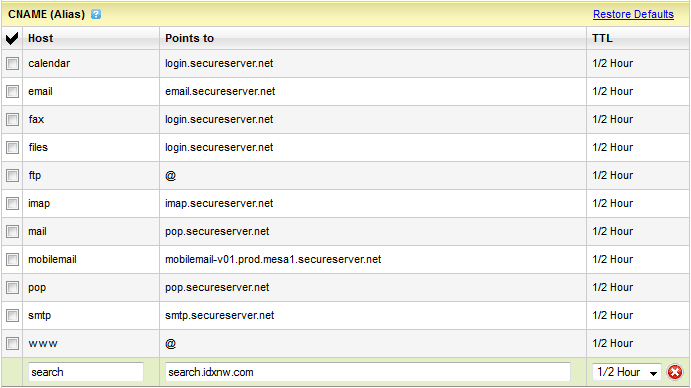 CNAME (Alias) ? Restore Defaults
Host Points to TTL
calendar login.secureserver.net 1/2 Hour
email email.secureserver.net 1/2 Hour
fax login.secureserver.net 1/2 Hour
files login.secureserver.net 1/2 Hour
ftp @ 1/2 Hour
imap imap.secureserver.net 1/2 Hour
mail pop.secureserver.net 1/2 Hour
mobilemail mobilemail-v01.prod.mesa1.secureserver.net 1/2 Hour
pop pop.secureserver.net 1/2 Hour
smtp smtp.secureserver.net 1/2 Hour
www @ 1/2 Hour
search search.idxnw.com 1/2 Hour